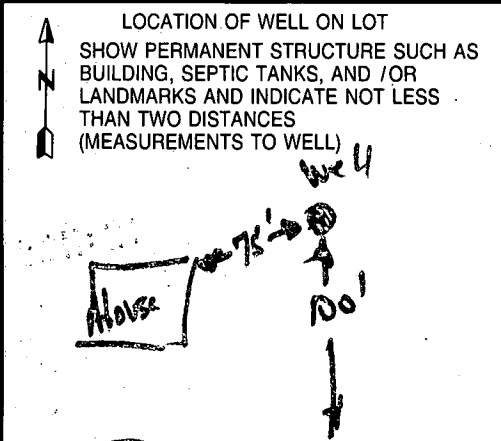 LOCATION OF WELL ON LOT
SHOW PERMANENT STRUCTURE SUCH AS
BUILDING, SEPTIC TANKS, AND /OR
LANDMARKS AND INDICATE NOT LESS
THAN TWO DISTANCES
(MEASUREMENTS TO WELL)
N
Well
75'
House
100'